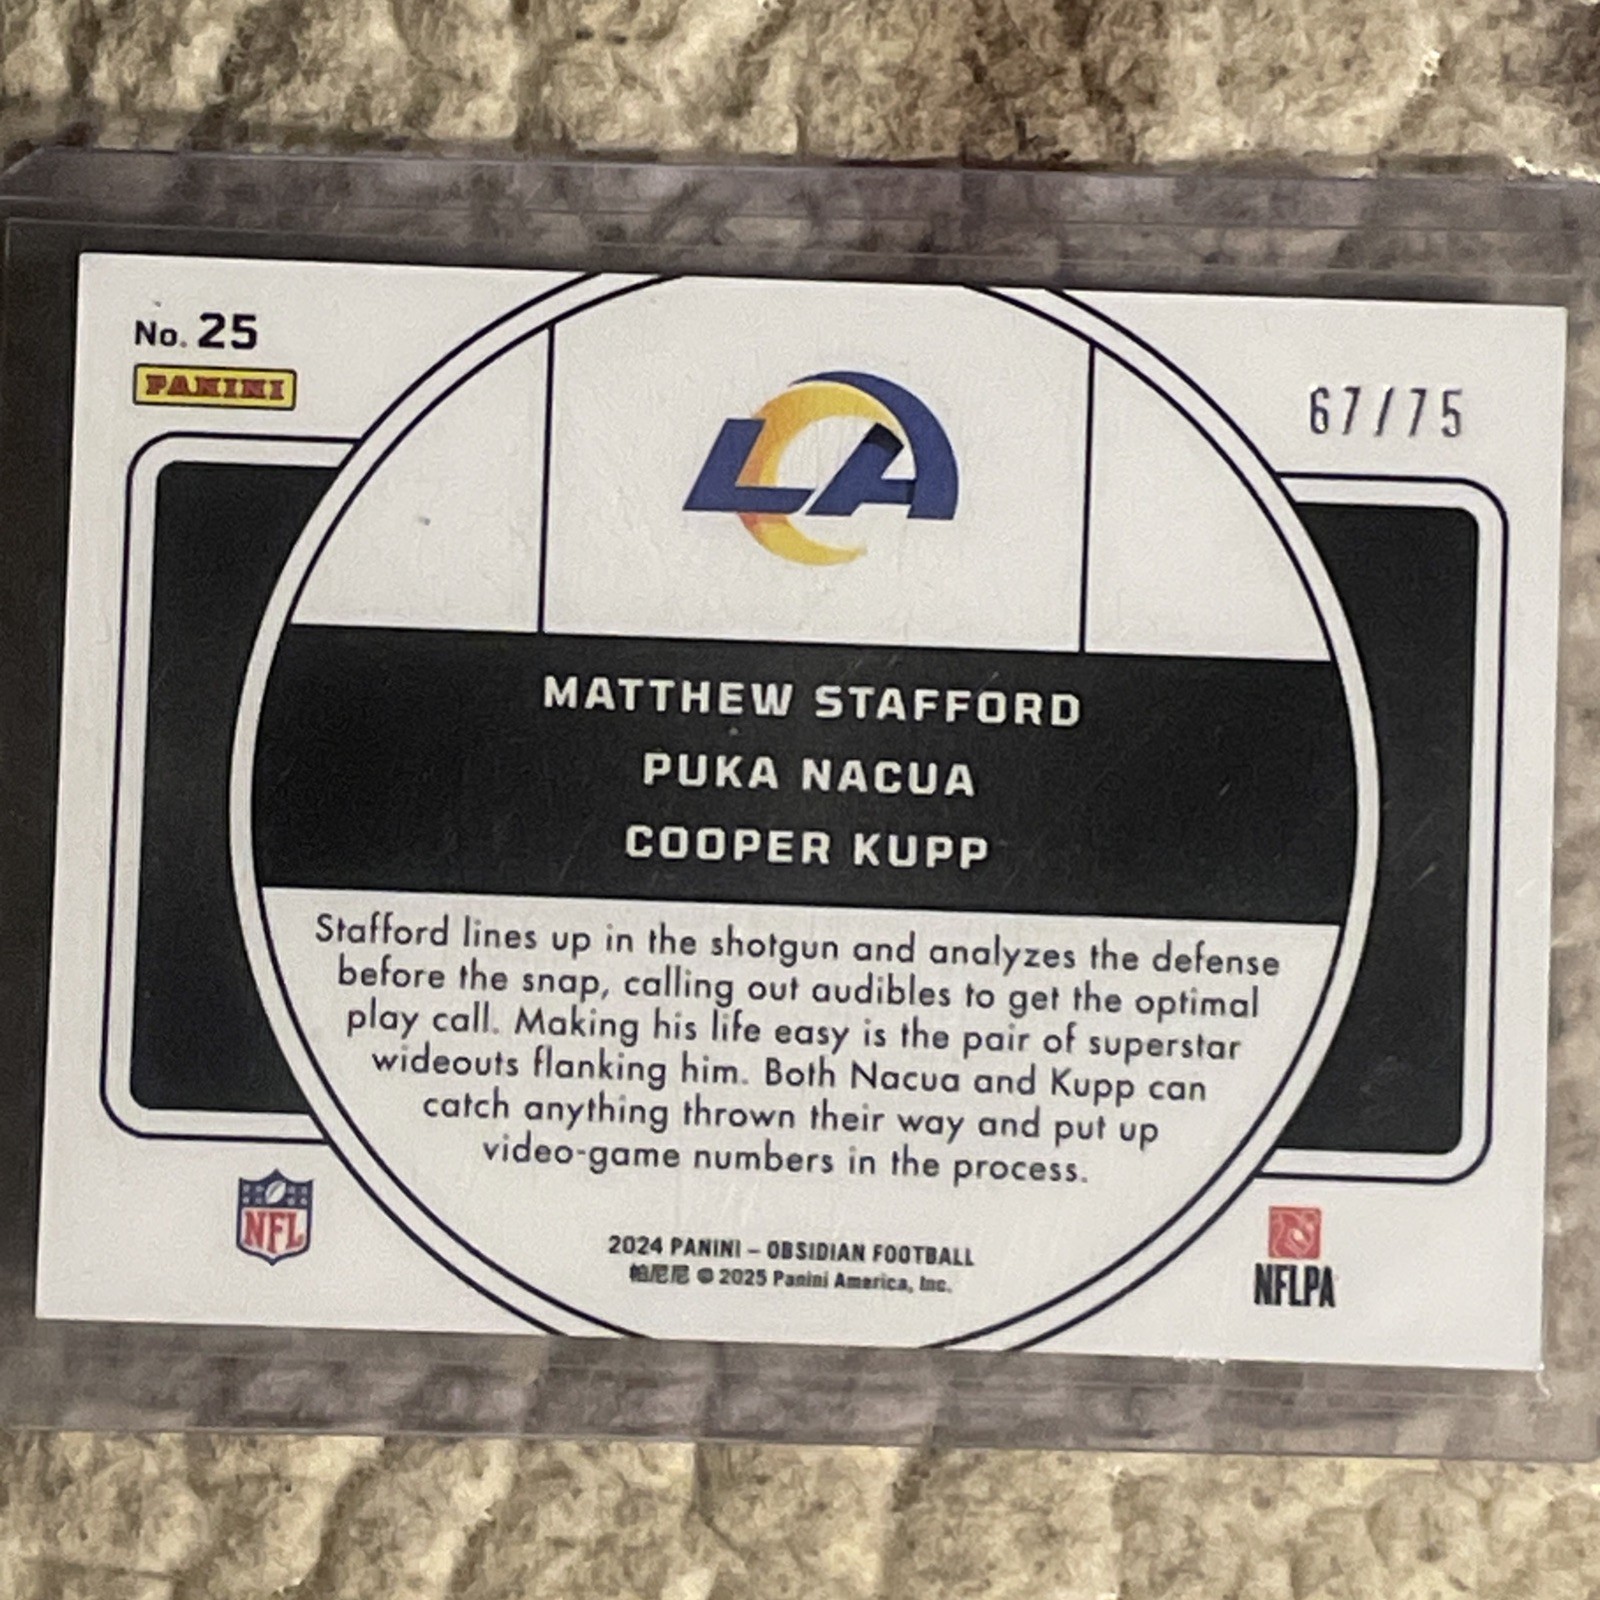 No. 25
PANINI
67/75
LA
MATTHEW STAFFORD
PUKA NACUA
COOPER KUPP
Stafford lines up in the shotgun and analyzes the defense
before the snap, calling out audibles to get the optimal
play call. Making his life easy is the pair of superstar
wideouts flanking him. Both Nacua and Kupp can
catch anything thrown their way and put up
video-game numbers in the process.
NFL
2024 PANINI – OBSIDIAN FOOTBALL
帕尼尼 © 2025 Panini America, Inc.
NFLPA